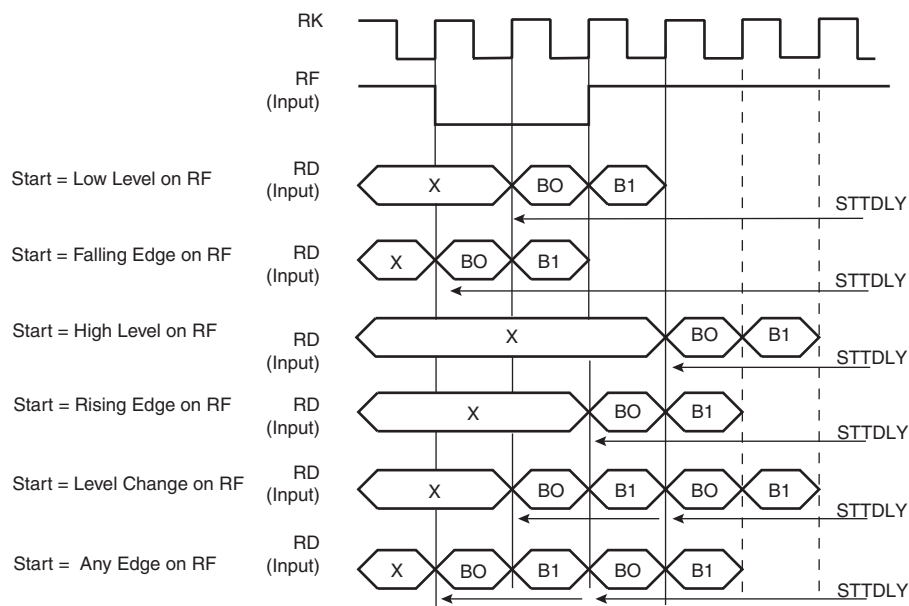 RK
RF
(Input)
Start = Low Level on RF
RD
(Input)
X
BO
B1
STTDLY
Start = Falling Edge on RF
RD
(Input)
X
BO
B1
STTDLY
Start = High Level on RF
RD
(Input)
X
BO
B1
STTDLY
Start = Rising Edge on RF
RD
(Input)
X
BO
B1
STTDLY
Start = Level Change on RF
RD
(Input)
X
BO
B1
BO
B1
STTDLY
Start = Any Edge on RF
RD
(Input)
X
BO
B1
BO
B1
STTDLY